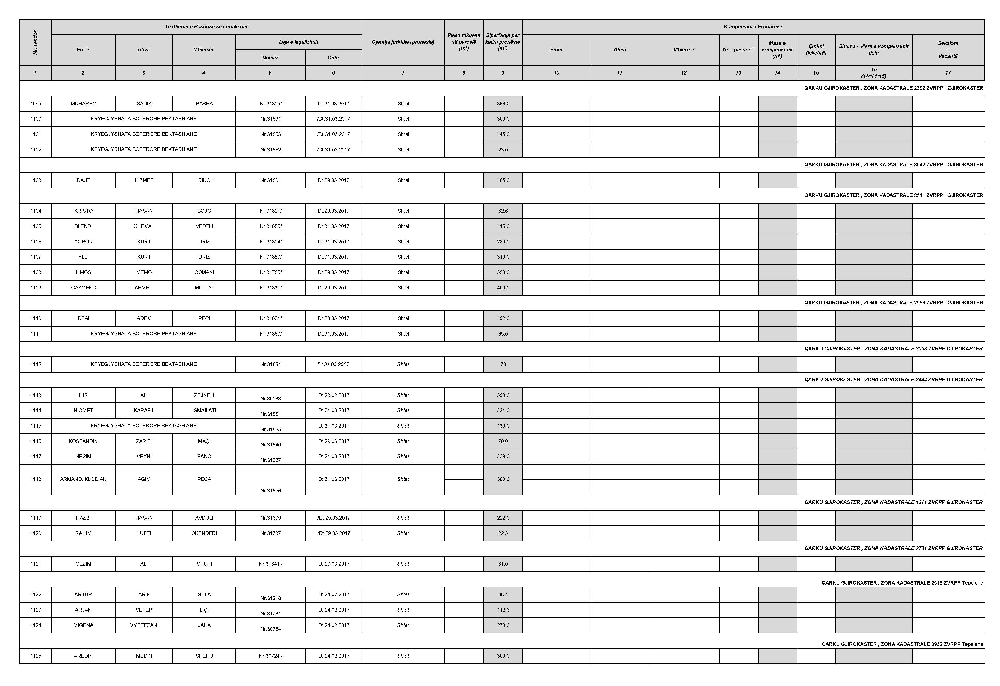 Nr. rendor
Të dhënat e Pasurisë së Legalizuar
Gjendja juridike (pronesia)
Pjesa takuese
në parcelë
(m²)
Sipërfaqja për
kalim pronësie
(m²)
Kompensimi i Pronarëve
Emër
Atësi
Mbiemër
Leja e legalizimit
Numer
Date
Emër
Atësi
Mbiemër
Nr. i pasurisë
Masa e
kompensimit
(m²)
Çmimi
(leke/m²)
Shuma - Vlera e kompensimit
(lek)
Seksioni
i
Veçantë
1 2 3 4 5 6 7 8 9 10 11 12 13 14 15 16 17
(16=14*15)
QARKU GJIROKASTER , ZONA KADASTRALE 2392 ZVRPP GJIROKASTER
1099 MUHAREM SADIK BASHA Nr.31859/ Dt.31.03.2017 Shtet 366.0
1100 KRYEGJYSHATA BOTERORE BEKTASHIANE Nr.31861 /Dt.31.03.2017 Shtet 300.0
1101 KRYEGJYSHATA BOTERORE BEKTASHIANE Nr.31863 /Dt.31.03.2017 Shtet 145.0
1102 KRYEGJYSHATA BOTERORE BEKTASHIANE Nr.31862 /Dt.31.03.2017 Shtet 23.0
QARKU GJIROKASTER , ZONA KADASTRALE 8542 ZVRPP GJIROKASTER
1103 DAUT HIZMET SINO Nr.31801 Dt.29.03.2017 Shtet 105.0
QARKU GJIROKASTER , ZONA KADASTRALE 8541 ZVRPP GJIROKASTER
1104 KRISTO HASAN BOJO Nr.31821/ Dt.29.03.2017 Shtet 32.6
1105 BLENDI XHEMAL VESELI Nr.31855/ Dt.31.03.2017 Shtet 115.0
1106 AGRON KURT IDRIZI Nr.31854/ Dt.31.03.2017 Shtet 280.0
1107 YLLI KURT IDRIZI Nr.31853/ Dt.31.03.2017 Shtet 310.0
1108 LIMOS MEMO OSMANI Nr.31786/ Dt.29.03.2017 Shtet 350.0
1109 GAZMEND AHMET MULLAJ Nr.31831/ Dt.29.03.2017 Shtet 400.0
QARKU GJIROKASTER , ZONA KADASTRALE 2956 ZVRPP GJIROKASTER
1110 IDEAL ADEM PEÇI Nr.31631/ Dt.20.03.2017 Shtet 192.0
1111 KRYEGJYSHATA BOTERORE BEKTASHIANE Nr.31860/ Dt.31.03.2017 Shtet 65.0
QARKU GJIROKASTER , ZONA KADASTRALE 3058 ZVRPP GJIROKASTER
1112 KRYEGJYSHATA BOTERORE BEKTASHIANE Nr.31864 Dt.31.03.2017 Shtet 70
QARKU GJIROKASTER , ZONA KADASTRALE 2444 ZVRPP GJIROKASTER
1113 ILIR ALI ZEJNELI Nr.30583 Dt.23.02.2017 Shtet 390.0
1114 HIQMET KARAFIL ISMAILATI Nr.31851 Dt.31.03.2017 Shtet 324.0
1115 KRYEGJYSHATA BOTERORE BEKTASHIANE Nr.31865 Dt.31.03.2017 Shtet 130.0
1116 KOSTANDIN ZARIFI MAÇI Nr.31840 Dt.29.03.2017 Shtet 70.0
1117 NESIM VEXHI BANO Nr.31637 Dt.21.03.2017 Shtet 339.0
1118 ARMAND, KLODIAN AGIM PEÇA Nr.31856 Dt.31.03.2017 Shtet 360.0
QARKU GJIROKASTER , ZONA KADASTRALE 1311 ZVRPP GJIROKASTER
1119 HAZBI HASAN AVDULI Nr.31639 /Dt.29.03.2017 Shtet 222.0
1120 RAHIM LUFTI SKËNDERI Nr.31787 /Dt.29.03.2017 Shtet 22.3
QARKU GJIROKASTER , ZONA KADASTRALE 2781 ZVRPP GJIROKASTER
1121 GEZIM ALI SHUTI Nr.31841 / Dt.29.03.2017 Shtet 81.0
QARKU GJIROKASTER , ZONA KADASTRALE 2519 ZVRPP Tepelene
1122 ARTUR ARIF SULA Nr.31218 Dt.24.02.2017 Shtet 38.4
1123 ARJAN SEFER LIÇI Nr.31281 Dt.24.02.2017 Shtet 112.6
1124 MIGENA MYRTEZAN JAHA Nr.30754 Dt.24.02.2017 Shtet 270.0
QARKU GJIROKASTER , ZONA KADASTRALE 3932 ZVRPP Tepelene
1125 AREDIN MEDIN SHEHU Nr.30724 / Dt.24.02.2017 Shtet 300.0